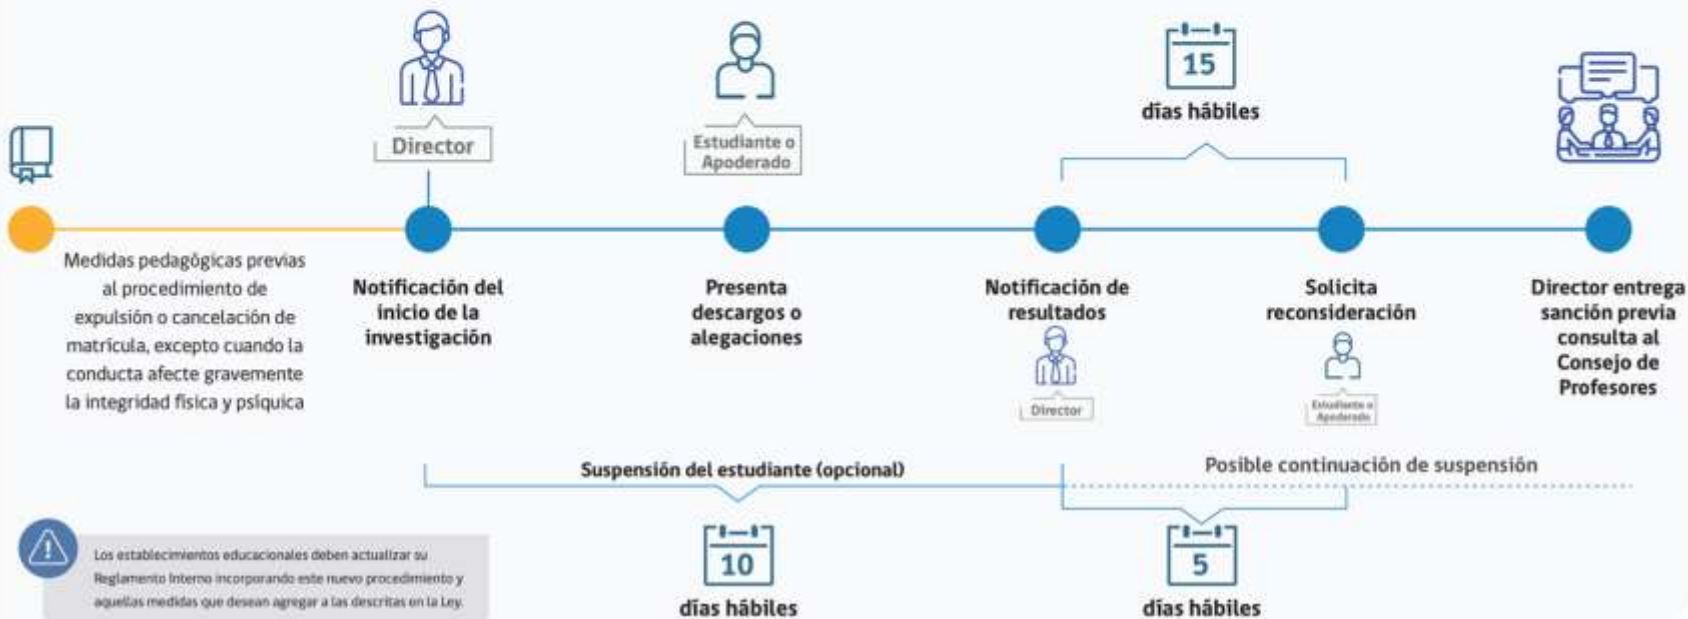 15
días hábiles
Director
Estudiante o
Apoderado
Medidas pedagógicas previas
al procedimiento de
expulsión o cancelación de
matrícula, excepto cuando la
conducta afecte gravemente
la integridad física y psíquica
Notificación del
inicio de la
investigación
Presenta
descargos o
alegaciones
Notificación de
resultados
Director
Solicita
reconsideración
Estudiante o
Apoderado
Director entrega
sanción previa
consulta al
Consejo de
Profesores
Suspensión del estudiante (opcional)
Posible continuación de suspensión
10
días hábiles
5
días hábiles
Los establecimientos educacionales deben actualizar su
Reglamento Interno incorporando este nuevo procedimiento y
aquellas medidas que desean agregar a las descritas en la Ley.